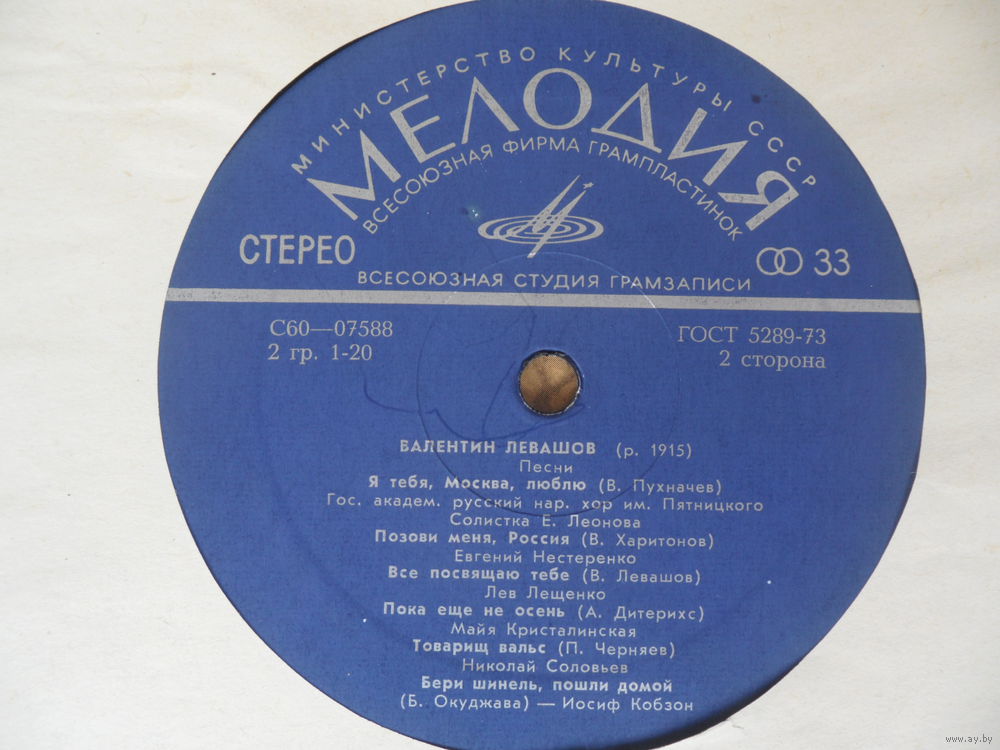 МИНИСТЕРСТВО КУЛЬТУРЫ СССР
МЕЛОДИЯ
ВСЕСОЮЗНАЯ ФИРМА ГРАМПЛАСТИНОК
СТЕРЕО
33
ВСЕСОЮЗНАЯ СТУДИЯ ГРАМЗАПИСИ
С60—07588
ГОСТ 5289-73
2 гр. 1-20
2 сторона
ВАЛЕНТИН ЛЕВАШОВ (р. 1915)
Песни
Я тебя, Москва, люблю (В. Пухначев)
Гос. академ. русский нар. хор им. Пятницкого
Солистка Е. Леонова
Позови меня, Россия (В. Харитонов)
Евгений Нестеренко
Все посвящаю тебе (В. Левашов)
Лев Лещенко
Пока еще не осень (А. Дитерихс)
Майя Кристалинская
Товарищ вальс (П. Черняев)
Николай Соловьев
Бери шинель, пошли домой
(Б. Окуджава) — Иосиф Кобзон
www.ay.by